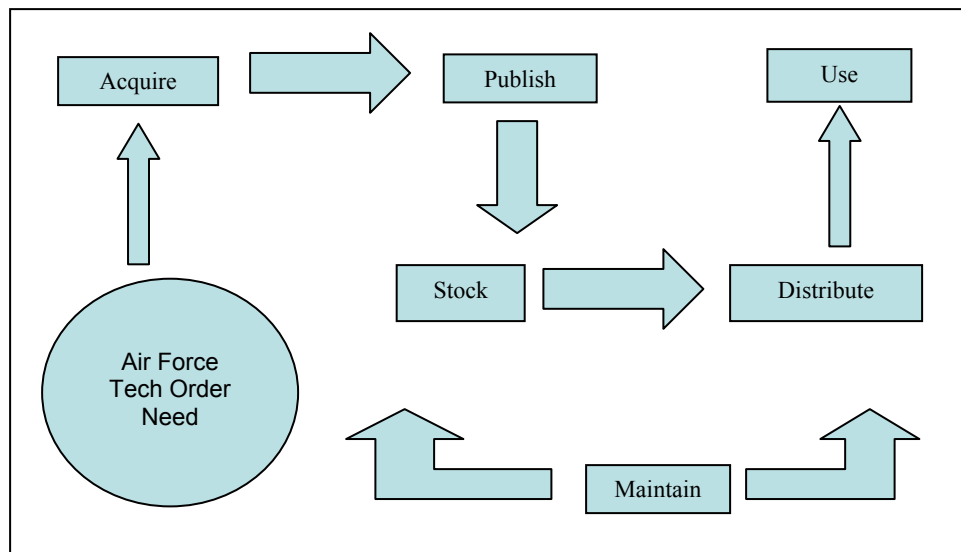 Acquire
Publish
Use
Stock
Distribute
Air Force
Tech Order
Need
Maintain